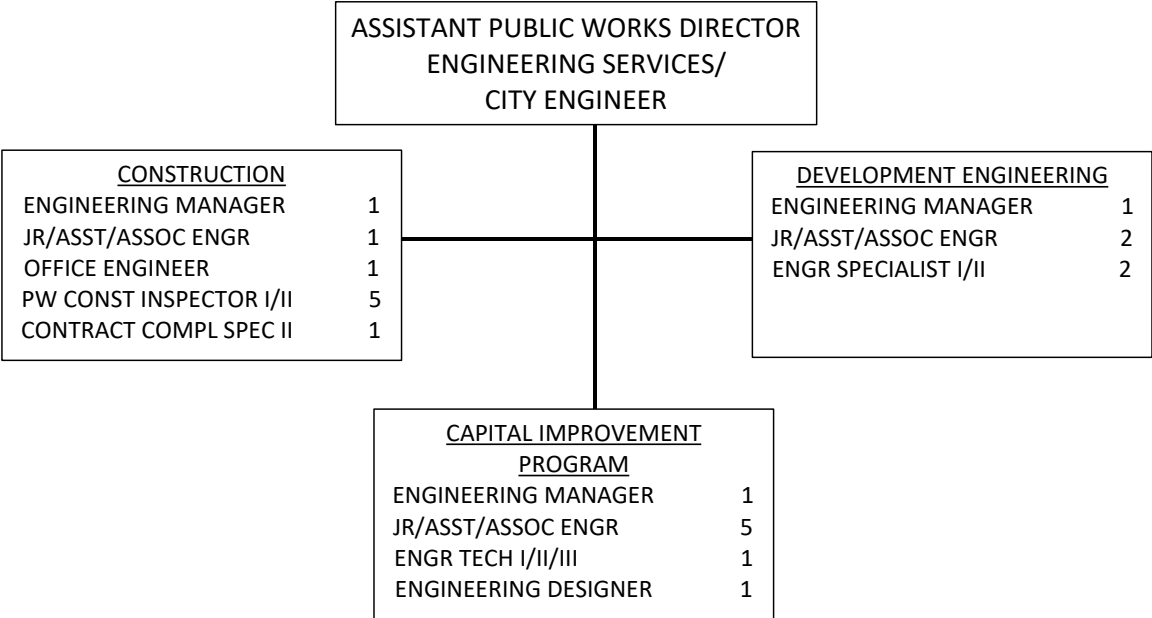 ASSISTANT PUBLIC WORKS DIRECTOR
ENGINEERING SERVICES/
CITY ENGINEER
CONSTRUCTION
ENGINEERING MANAGER 1
JR/ASST/ASSOC ENGR 1
OFFICE ENGINEER 1
PW CONST INSPECTOR I/II 5
CONTRACT COMPL SPEC II 1
DEVELOPMENT ENGINEERING
ENGINEERING MANAGER 1
JR/ASST/ASSOC ENGR 2
ENGR SPECIALIST I/II 2
CAPITAL IMPROVEMENT
PROGRAM
ENGINEERING MANAGER 1
JR/ASST/ASSOC ENGR 5
ENGR TECH I/II/III 1
ENGINEERING DESIGNER 1